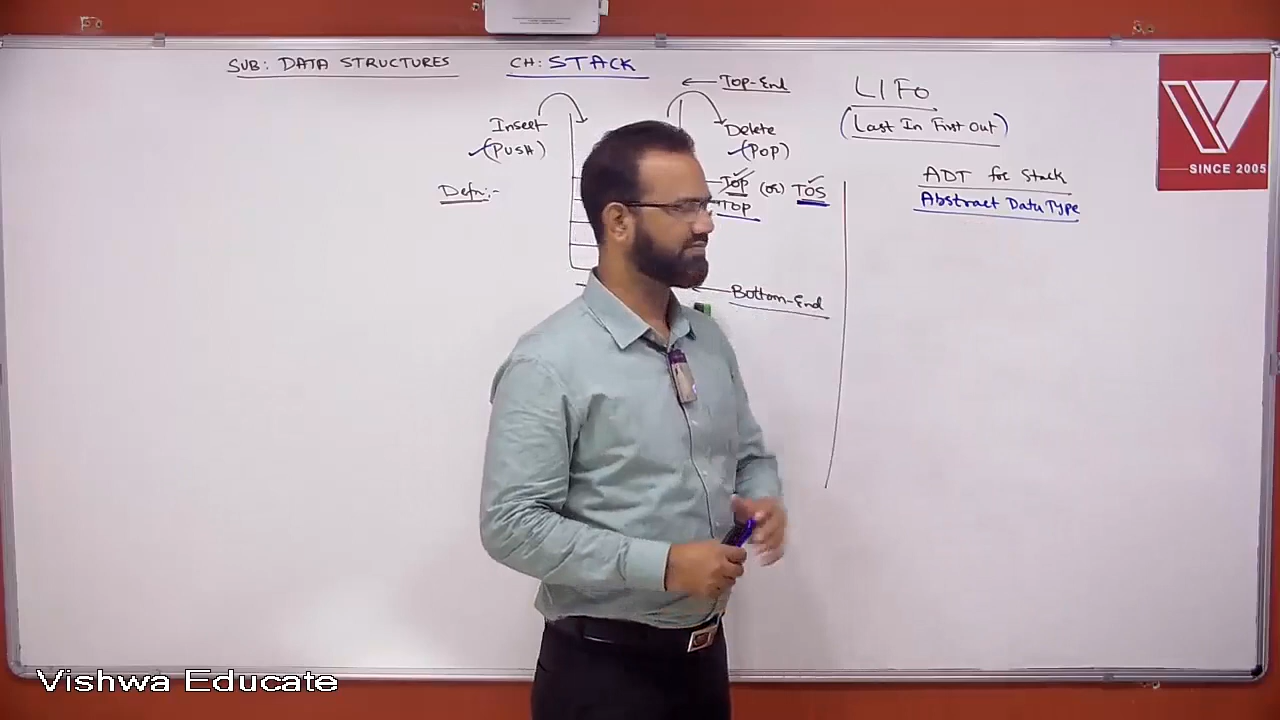 SUB: DATA STRUCTURES
CH: STACK
Top-End
LIFO
(Last In First Out)
Insert
(PUSH)
Delete
(POP)
Defn:-
Top (or) TOS
Top
Bottom-End
ADT for Stack
Abstract Data Type
SINCE 2005
Vishwa Educate